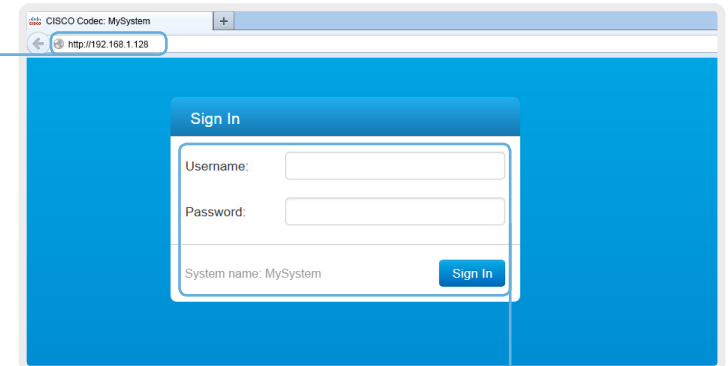 CISCO Codec: MySystem
http://192.168.1.128
Sign In
Username:
Password:
System name: MySystem
Sign In